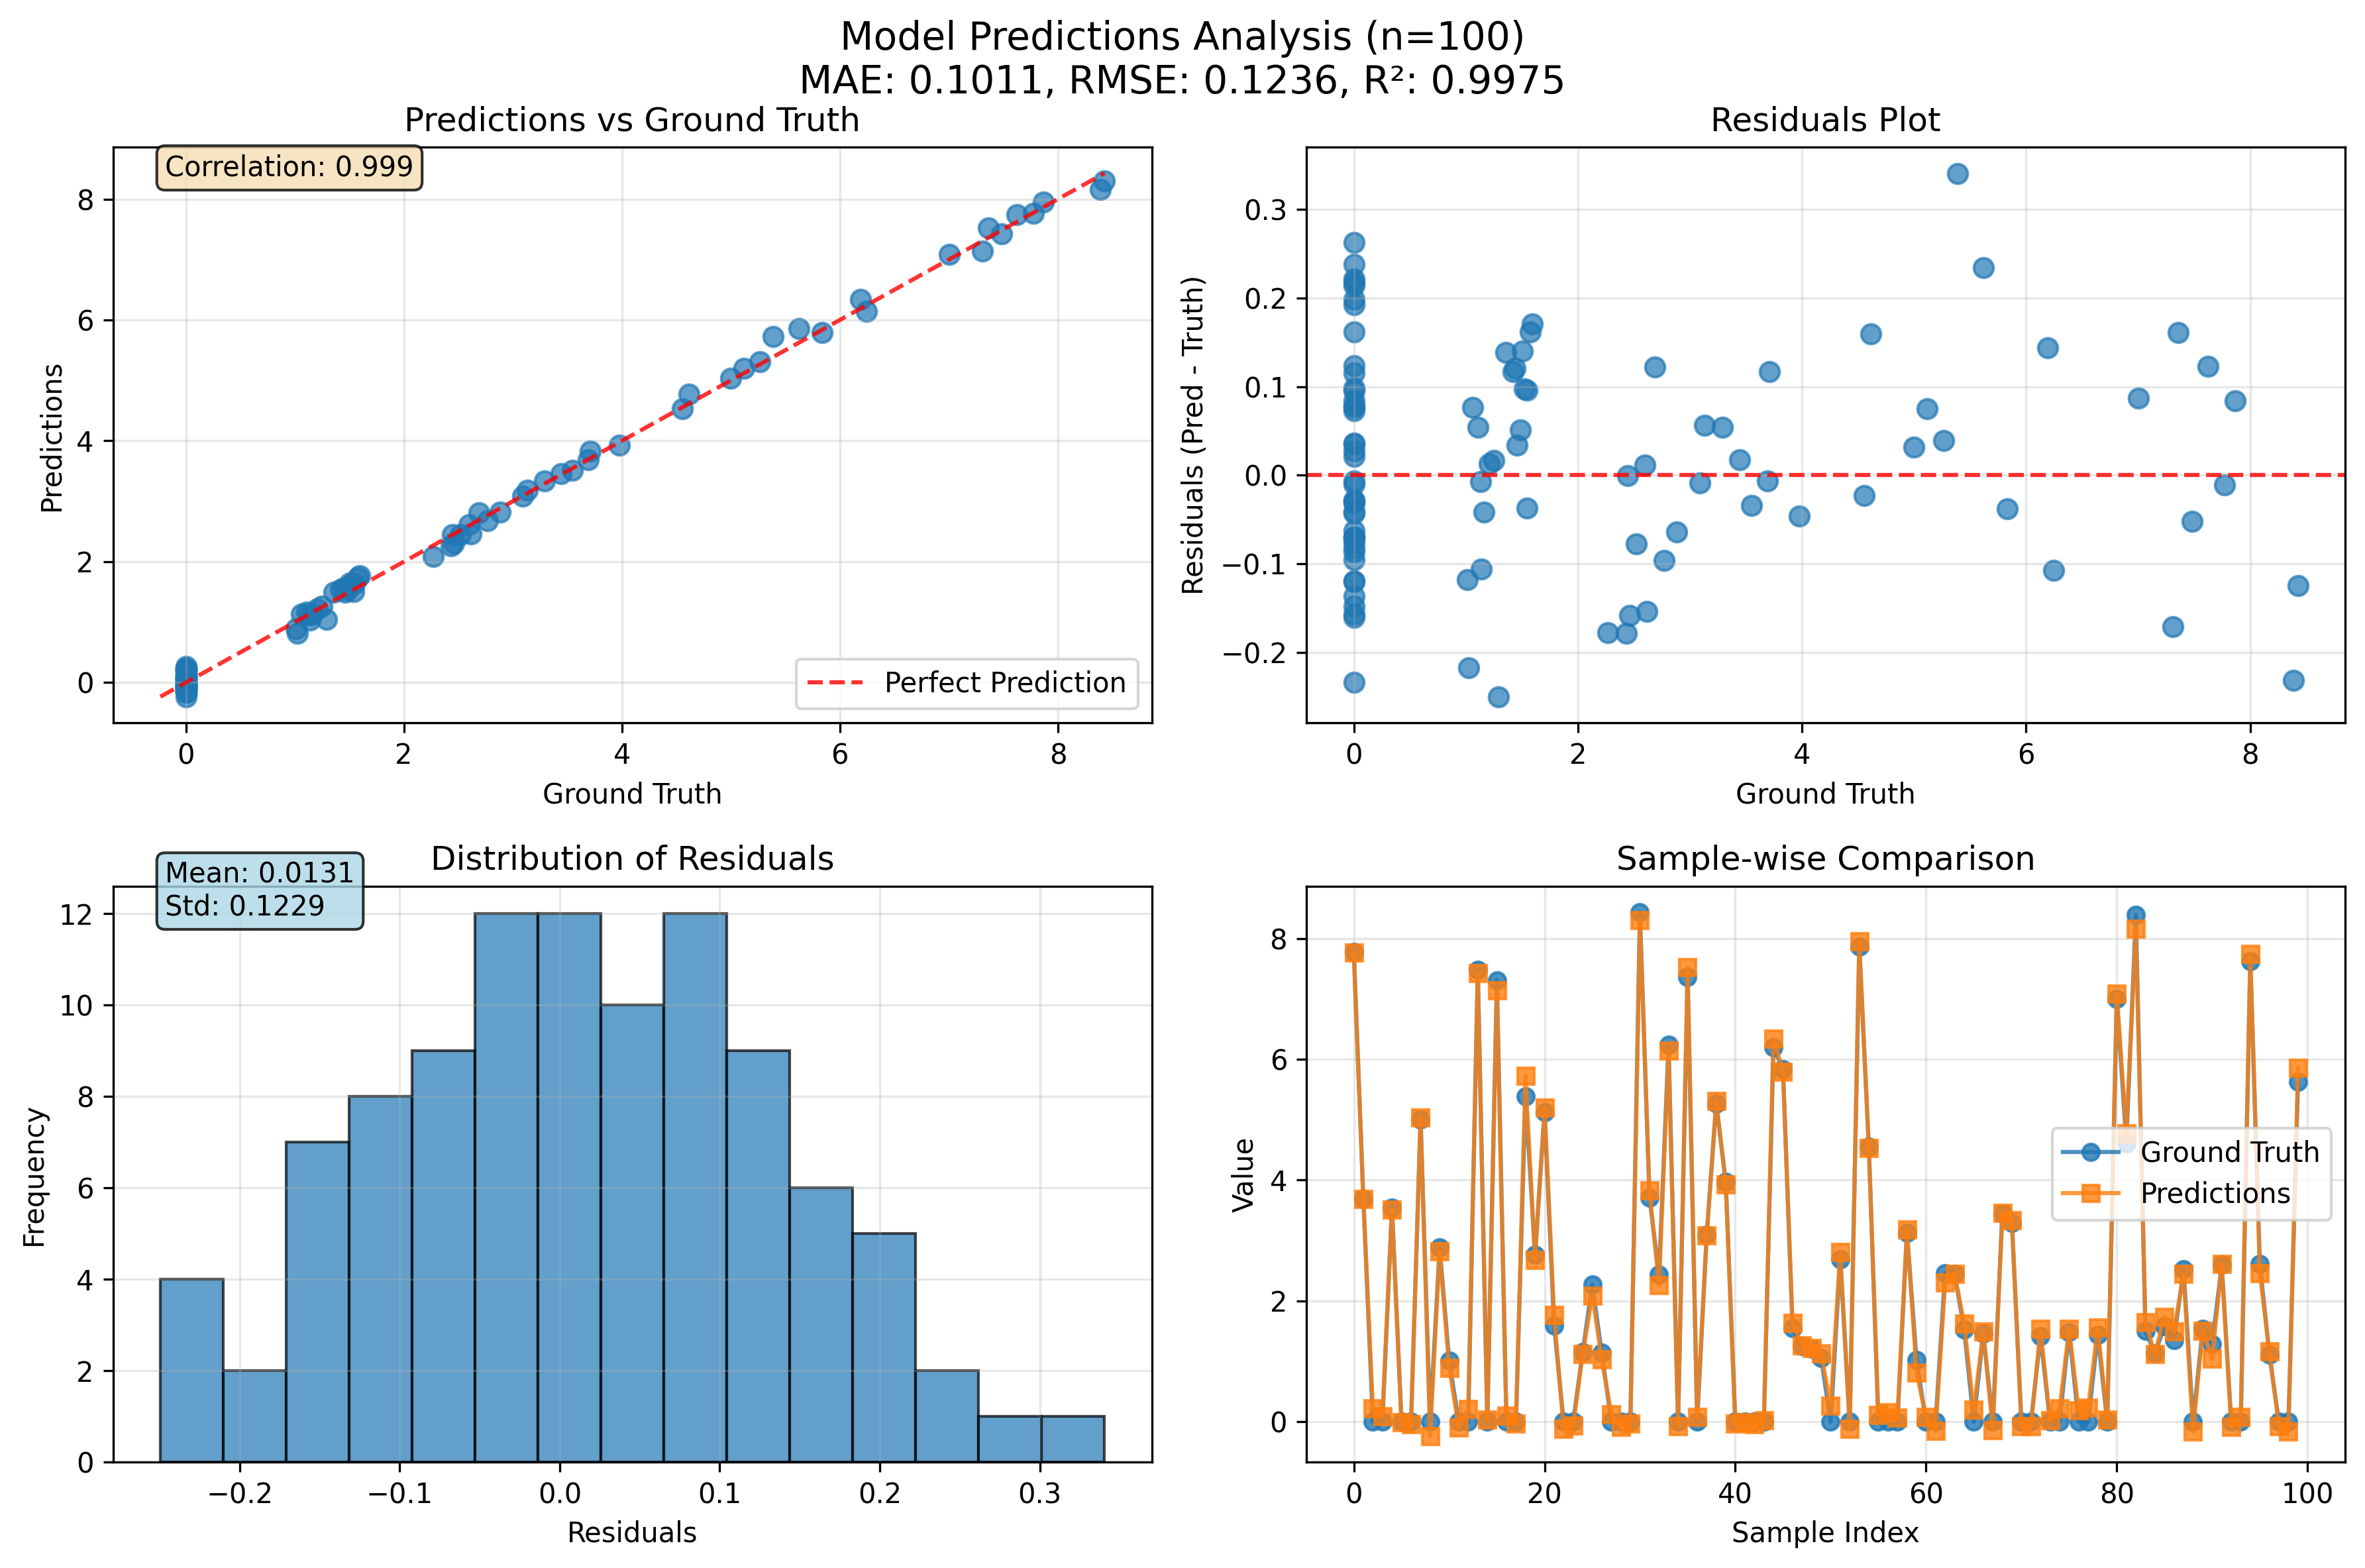 Model Predictions Analysis (n=100)
MAE: 0.1011, RMSE: 0.1236, R²: 0.9975
Predictions vs Ground Truth
Correlation: 0.999
Predictions
8
6
4
2
0
Perfect Prediction
0 2 4 6 8
Ground Truth
Residuals Plot
Residuals (Pred - Truth)
0.3
0.2
0.1
0.0
−0.1
−0.2
0 2 4 6 8
Ground Truth
Distribution of Residuals
Mean: 0.0131
Std: 0.1229
Frequency
12
10
8
6
4
2
0
−0.2 −0.1 0.0 0.1 0.2 0.3
Residuals
Sample-wise Comparison
Value
8
6
4
2
0
Ground Truth
Predictions
0 20 40 60 80 100
Sample Index